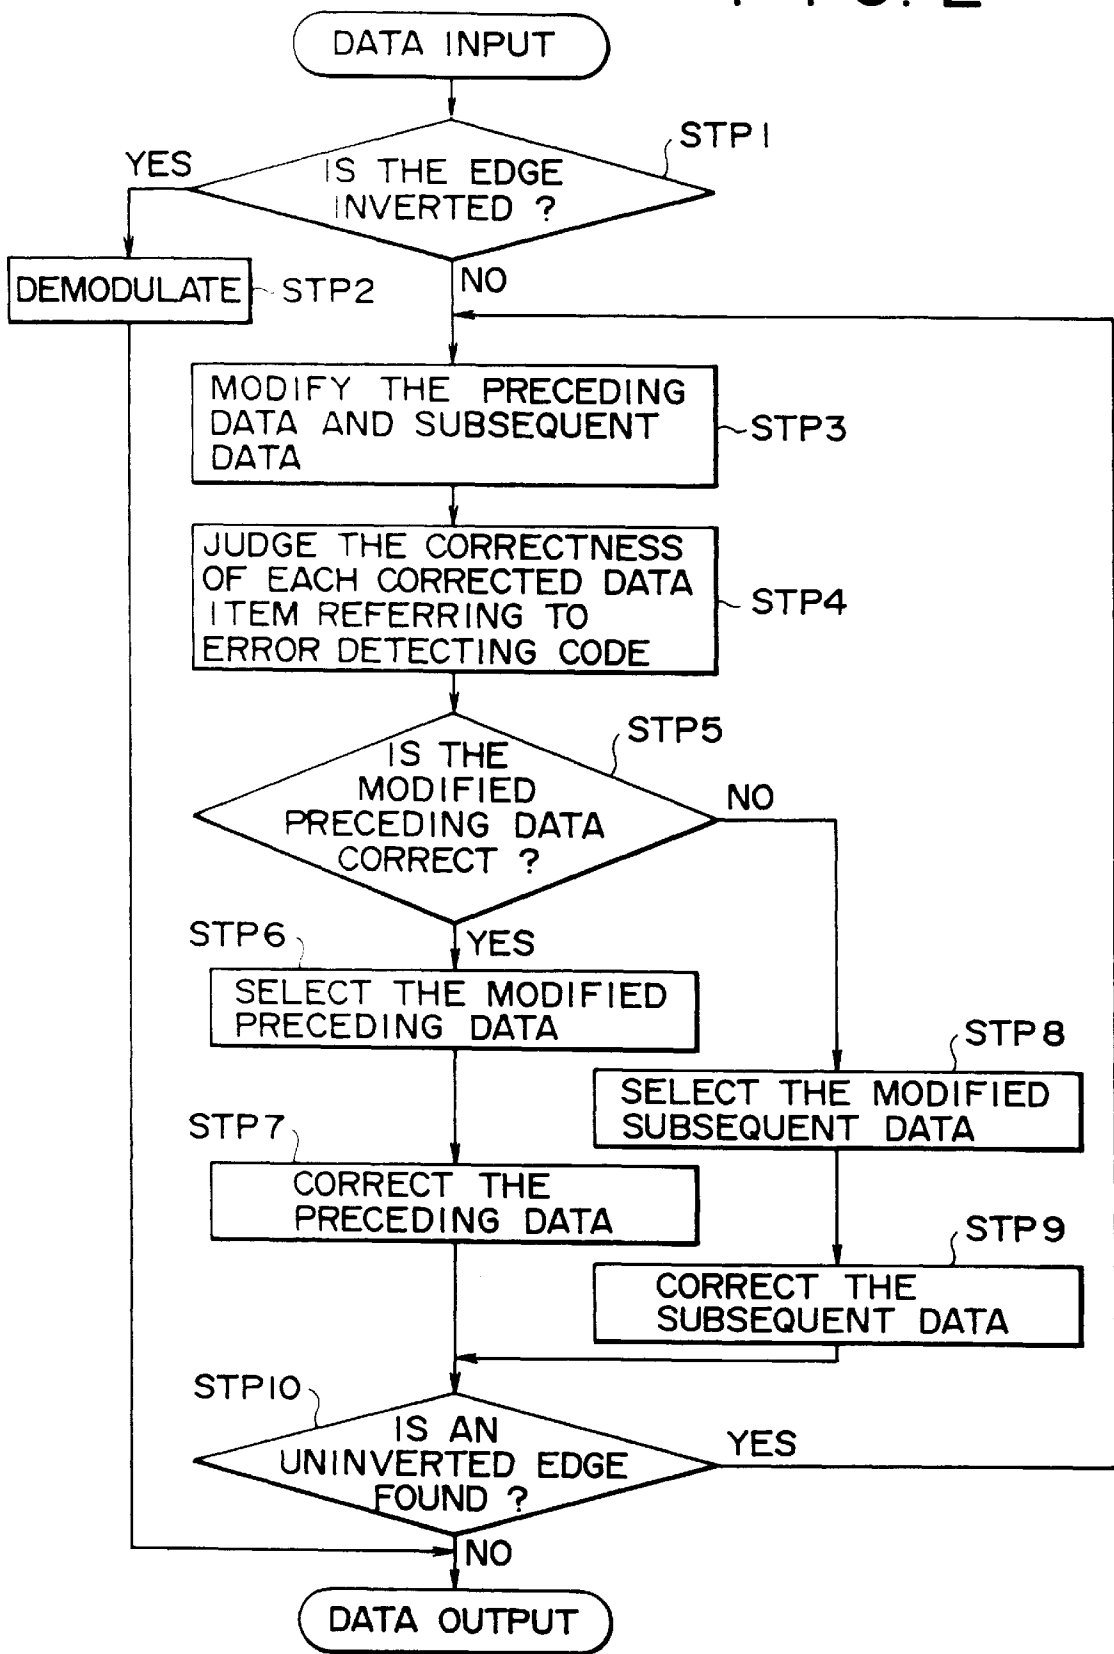 DATA INPUT
STP1
YES
IS THE EDGE
INVERTED ?
DEMODULATE
STP2
NO
MODIFY THE PRECEDING
DATA AND SUBSEQUENT
DATA
STP3
JUDGE THE CORRECTNESS
OF EACH CORRECTED DATA
ITEM REFERRING TO
ERROR DETECTING CODE
STP4
STP5
IS THE
MODIFIED
PRECEDING DATA
CORRECT ?
NO
STP6
YES
SELECT THE MODIFIED
PRECEDING DATA
STP8
SELECT THE MODIFIED
SUBSEQUENT DATA
STP7
CORRECT THE
PRECEDING DATA
STP9
CORRECT THE
SUBSEQUENT DATA
STP10
IS AN
UNINVERTED EDGE
FOUND ?
YES
NO
DATA OUTPUT